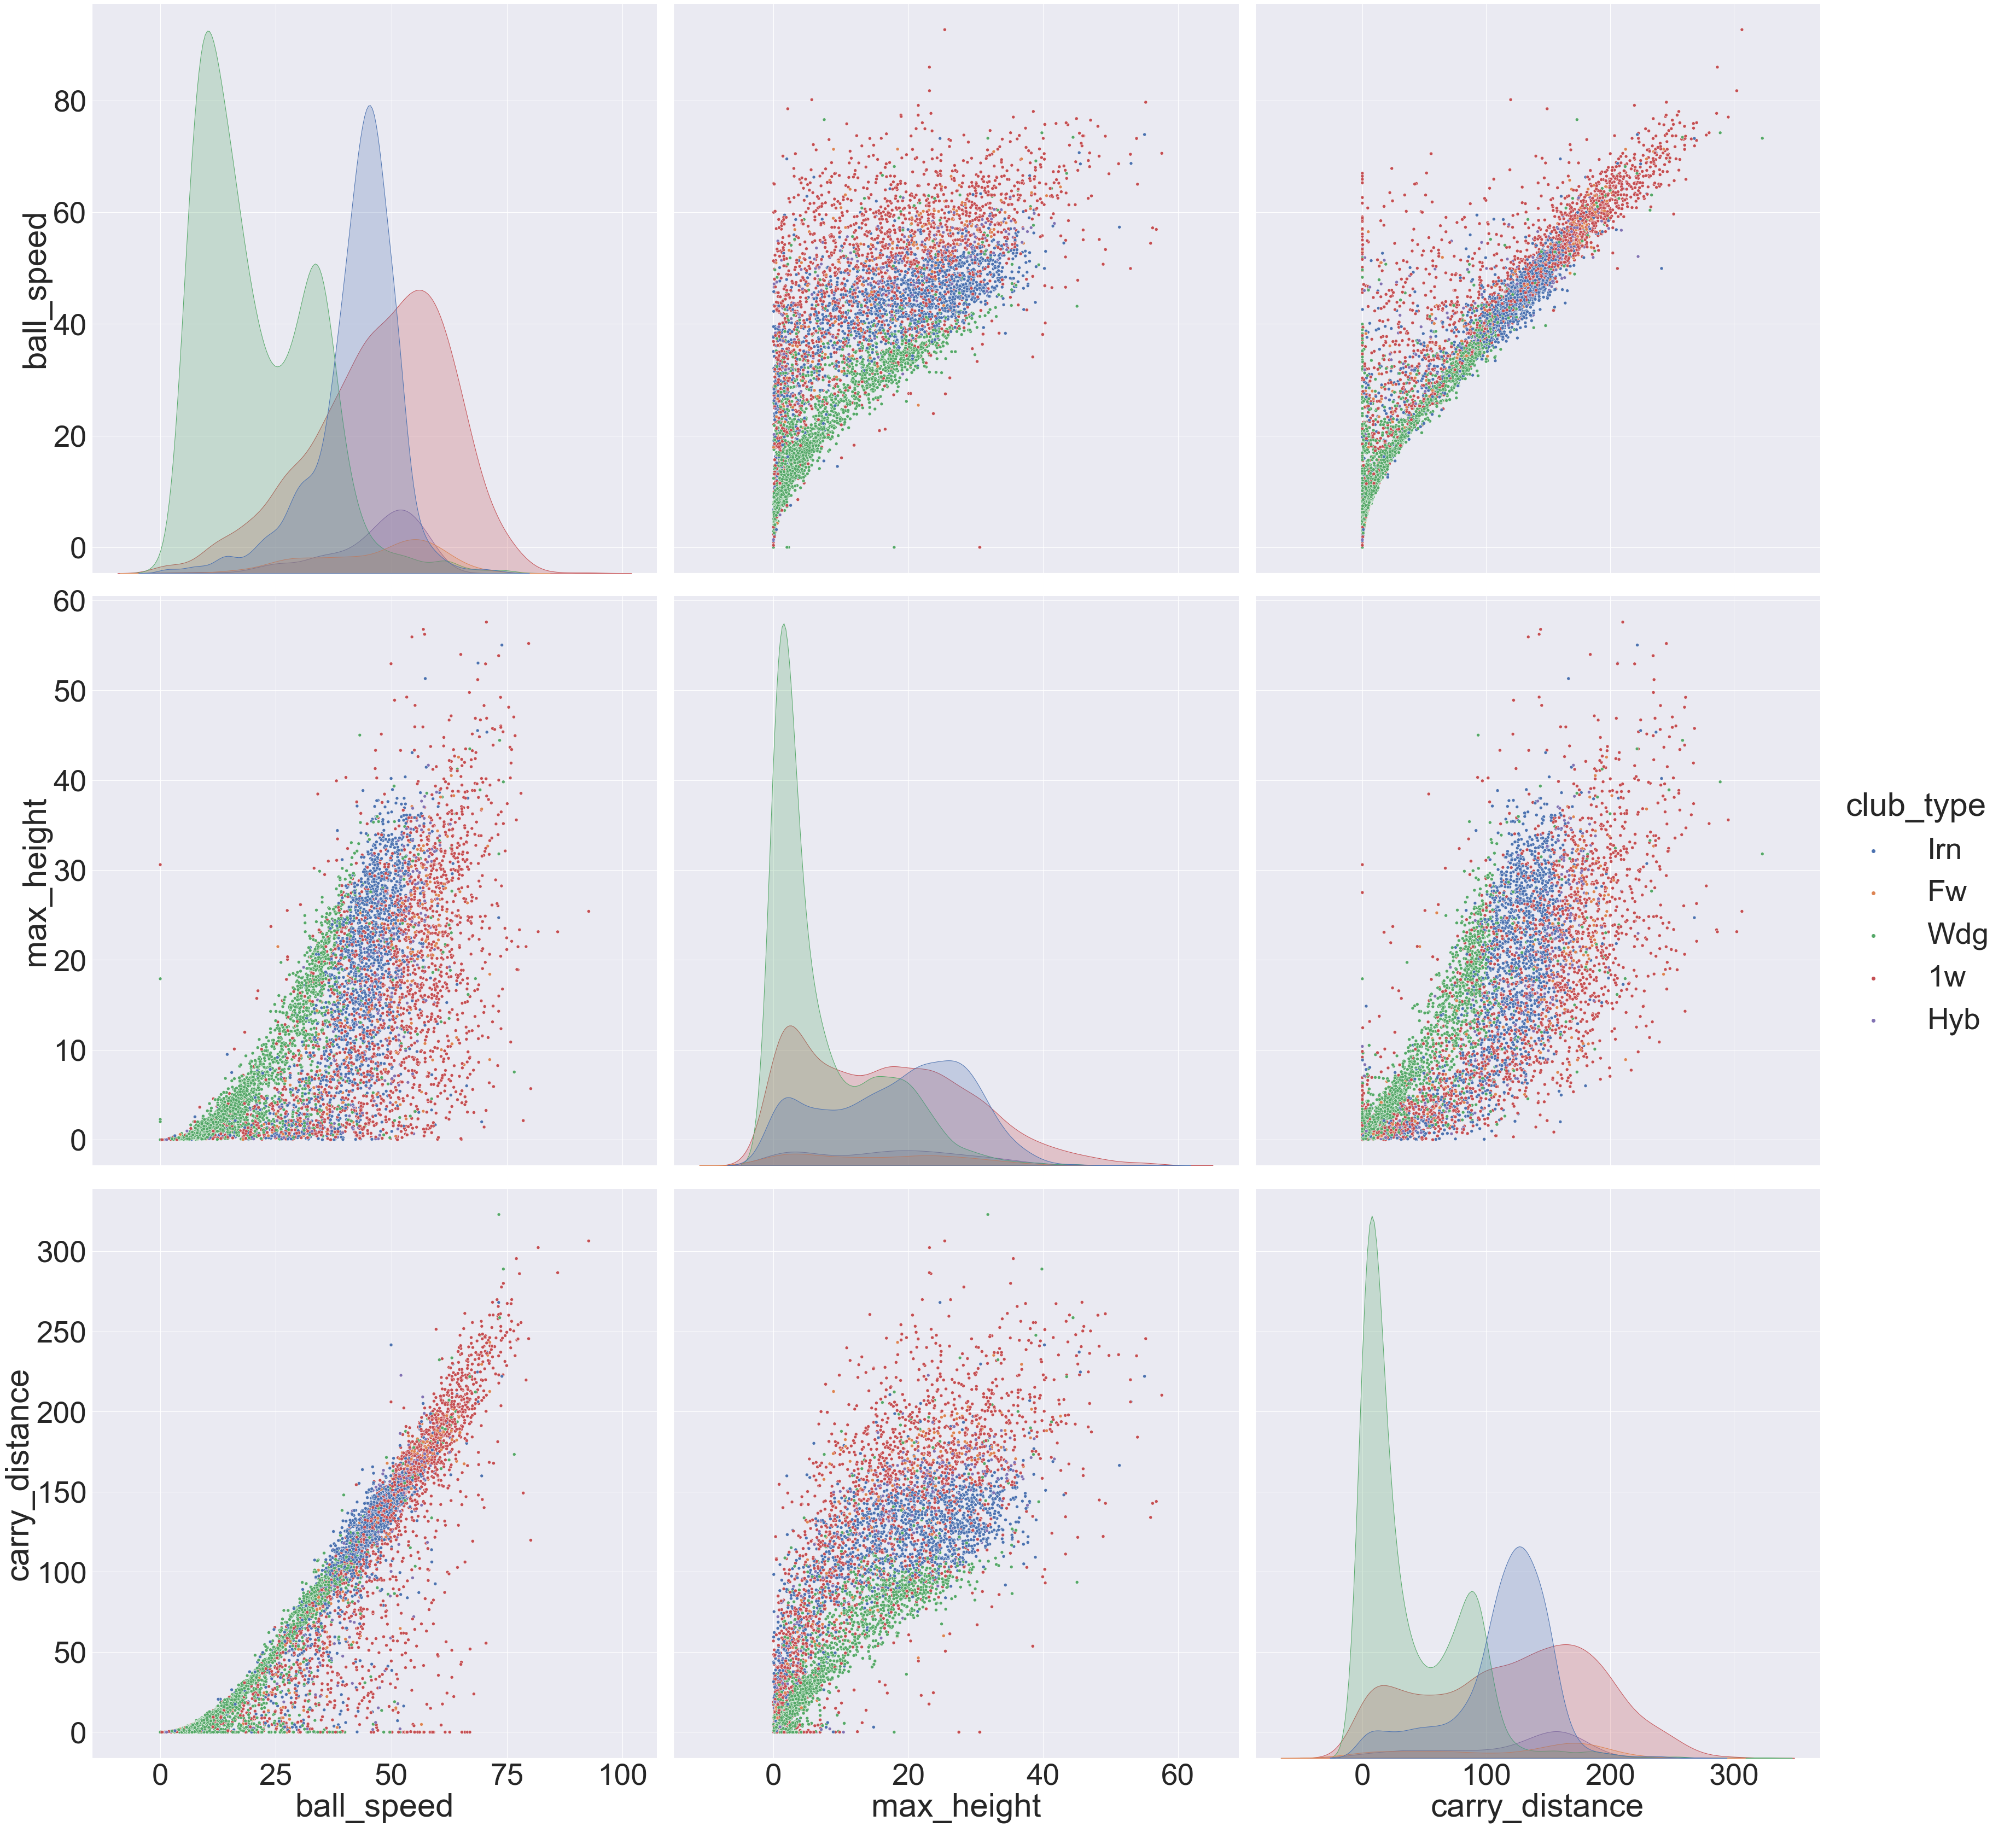 80
60
40
20
0
ball_speed
60
50
40
30
20
10
0
max_height
club_type
Irn
Fw
Wdg
1w
Hyb
300
250
200
150
100
50
0
carry_distance
0 25 50 75 100
0 20 40 60
0 100 200 300
ball_speed
max_height
carry_distance